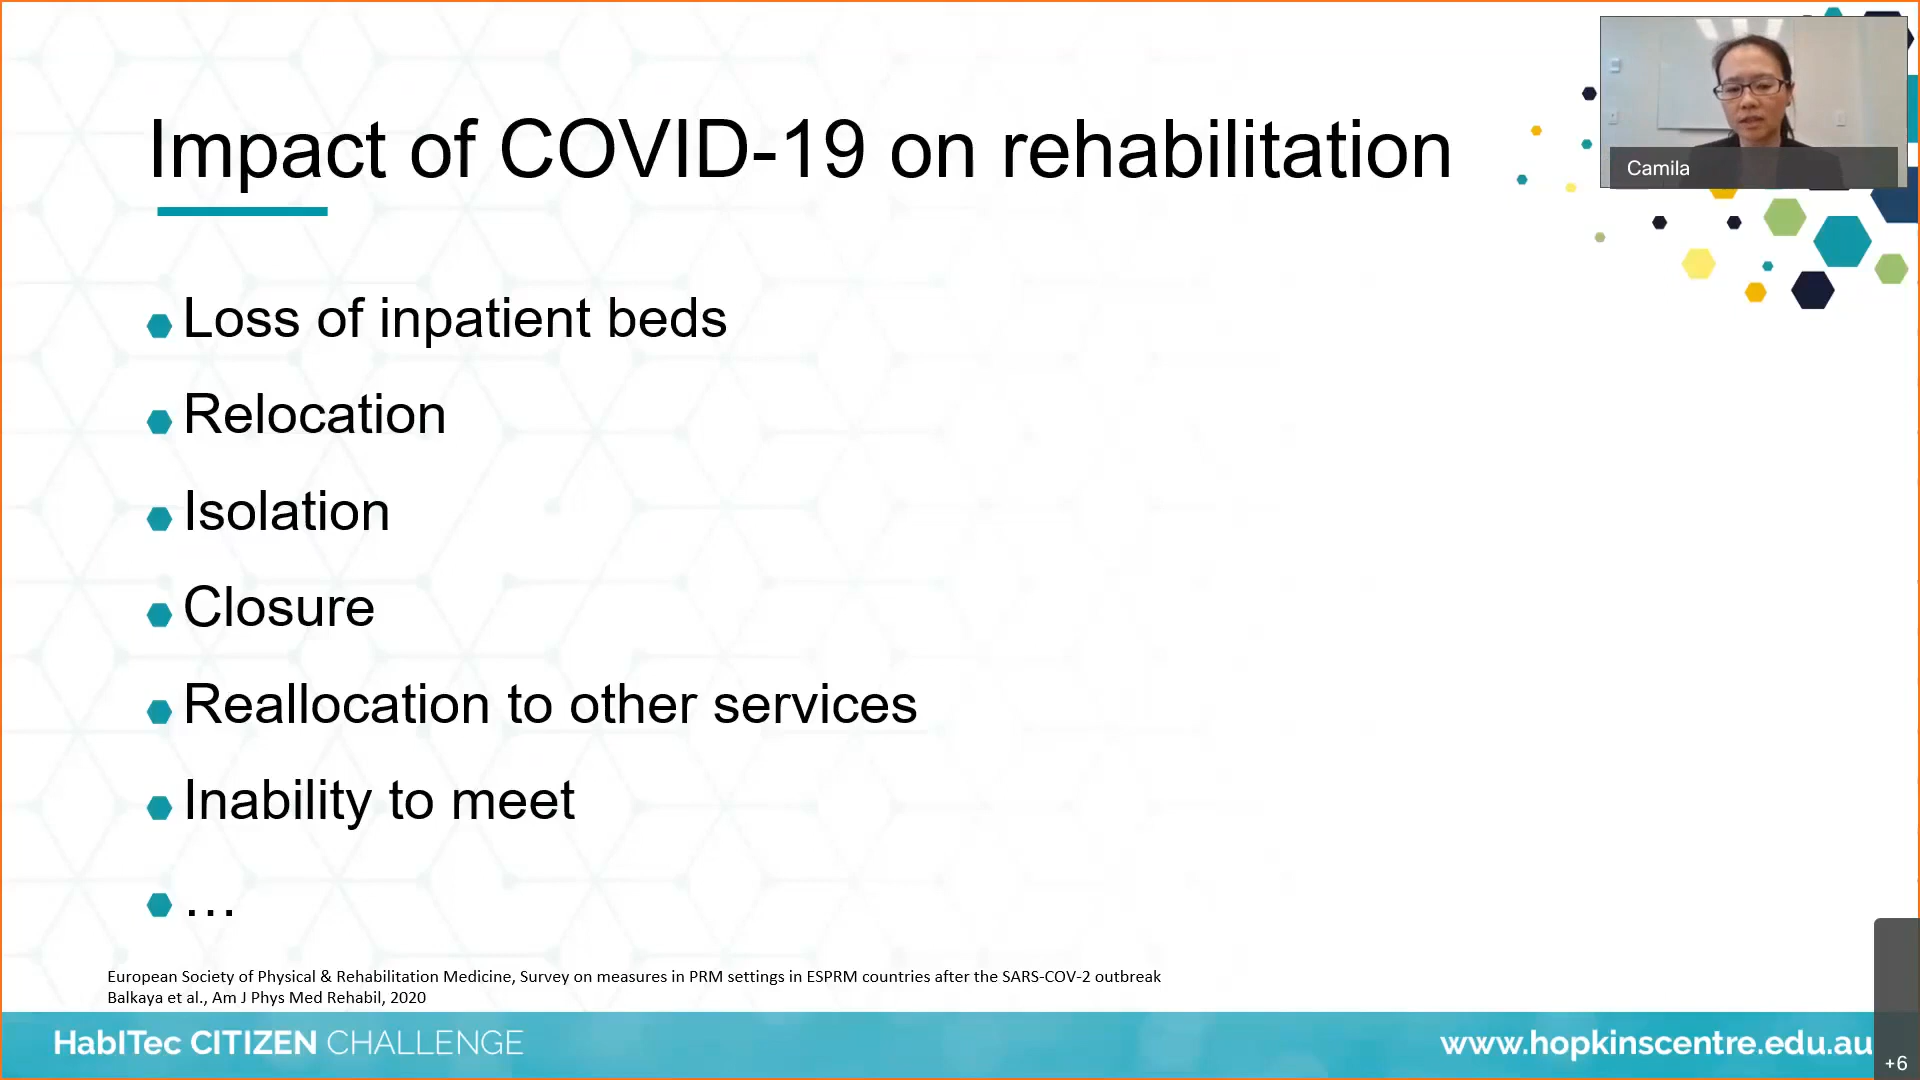 Impact of COVID-19 on rehabilitation
Camila
Loss of inpatient beds
Relocation
Isolation
Closure
Reallocation to other services
Inability to meet
…
European Society of Physical & Rehabilitation Medicine, Survey on measures in PRM settings in ESPRM countries after the SARS-COV-2 outbreak
Balkaya et al., Am J Phys Med Rehabil, 2020
HabITec CITIZEN CHALLENGE
www.hopkinscentre.edu.au
+6